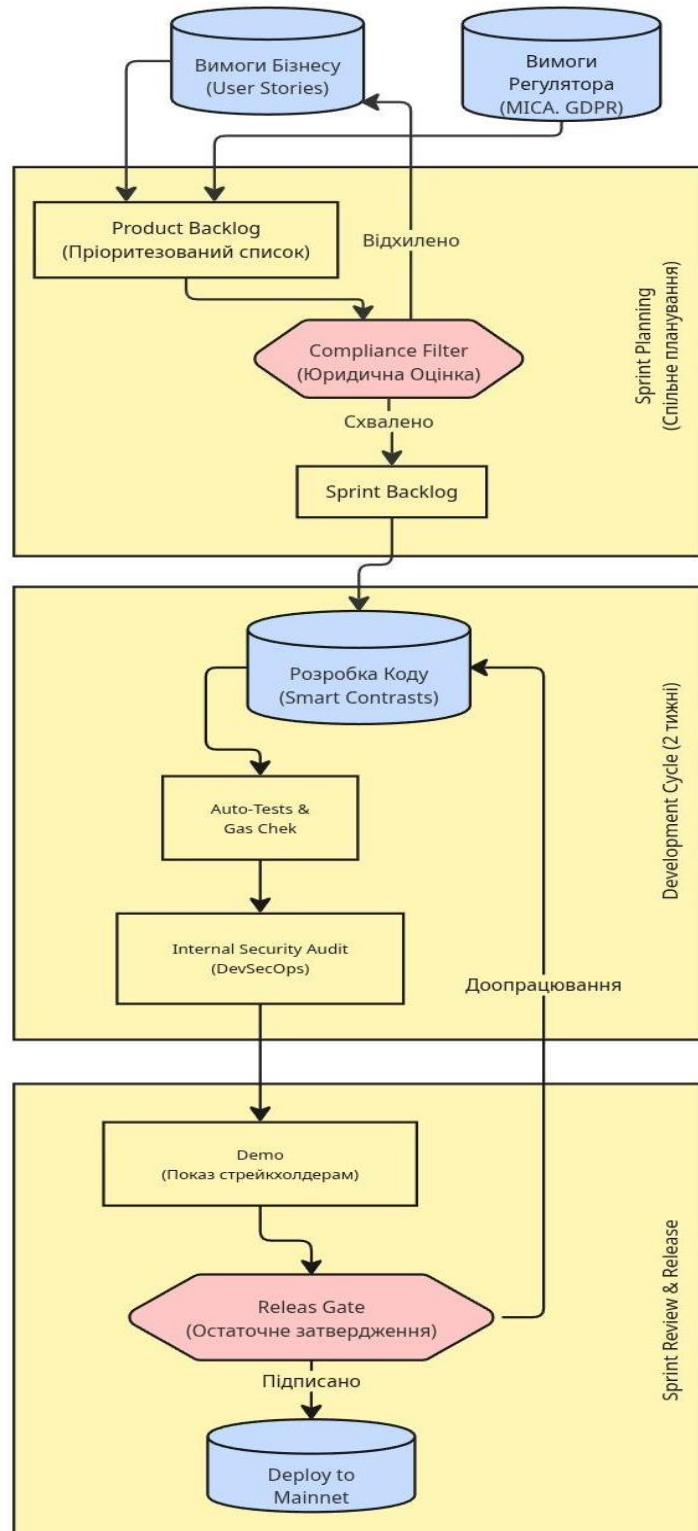 Вимоги Бізнесу
(User Stories)
Вимоги
Регулятора
(MICA. GDPR)
Product Backlog
(Пріоритезований список)
Відхилено
Compliance Filter
(Юридична Оцінка)
Схвалено
Sprint Backlog
Sprint Planning
(Спільне планування)
Розробка Коду
(Smart Contrasts)
Auto-Tests &
Gas Chek
Internal Security Audit
(DevSecOps)
Доопрацювання
Development Cycle (2 тижні)
Demo
(Показ стрейкхолдерам)
Releas Gate
(Остаточне затвердження)
Підписано
Deploy to
Mainnet
Sprint Review & Release